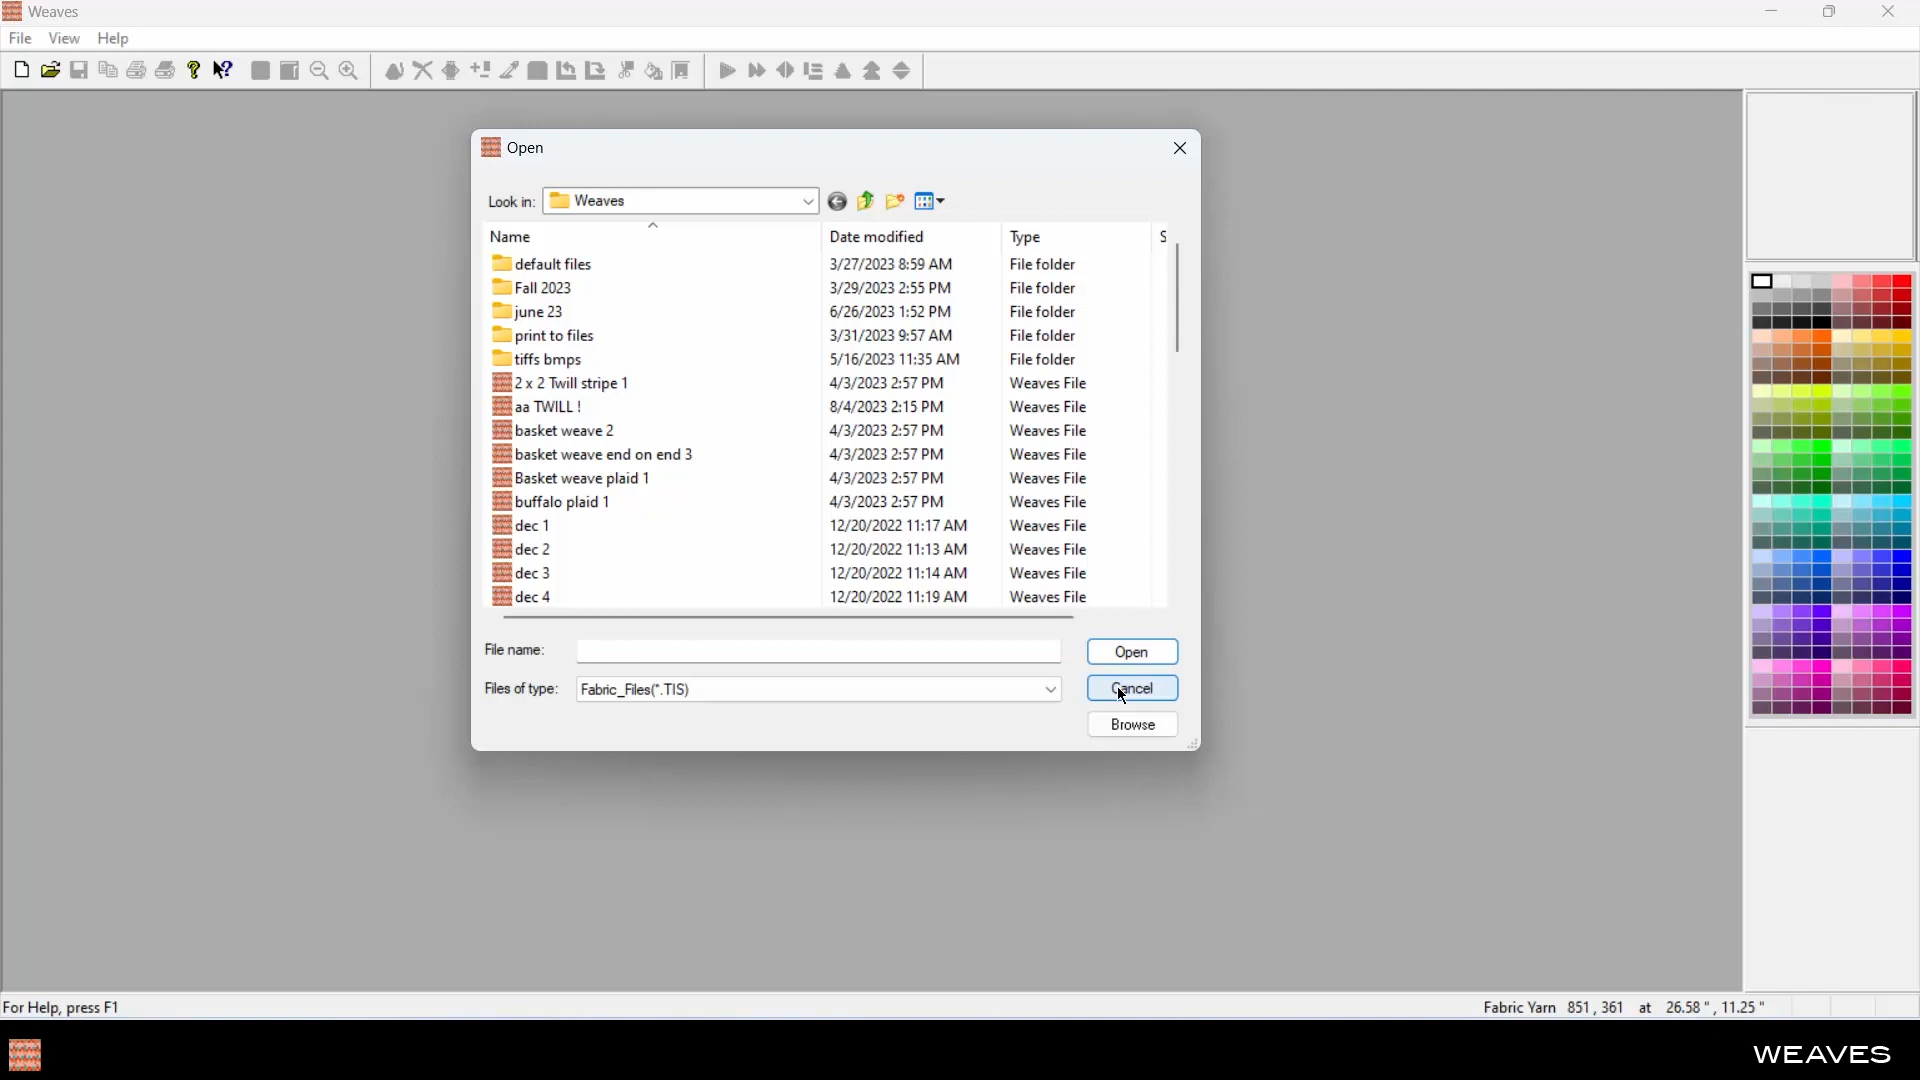 Weaves
File View Help
Open
Look in: Weaves
Name Date modified Type S
default files 3/27/2023 8:59 AM File folder
Fall 2023 3/29/2023 2:55 PM File folder
june 23 6/26/2023 1:52 PM File folder
print to files 3/31/2023 9:57 AM File folder
tiffs bmps 5/16/2023 11:35 AM File folder
2 x 2 Twill stripe 1 4/3/2023 2:57 PM Weaves File
aa TWILL ! 8/4/2023 2:15 PM Weaves File
basket weave 2 4/3/2023 2:57 PM Weaves File
basket weave end on end 3 4/3/2023 2:57 PM Weaves File
Basket weave plaid 1 4/3/2023 2:57 PM Weaves File
buffalo plaid 1 4/3/2023 2:57 PM Weaves File
dec 1 12/20/2022 11:17 AM Weaves File
dec 2 12/20/2022 11:13 AM Weaves File
dec 3 12/20/2022 11:14 AM Weaves File
dec 4 12/20/2022 11:19 AM Weaves File
File name: Open
Files of type: Fabric_Files(*.TIS) Cancel
Browse
For Help, press F1 Fabric Yarn 851 , 361 at 26.58 " , 11.25 "
WEAVES